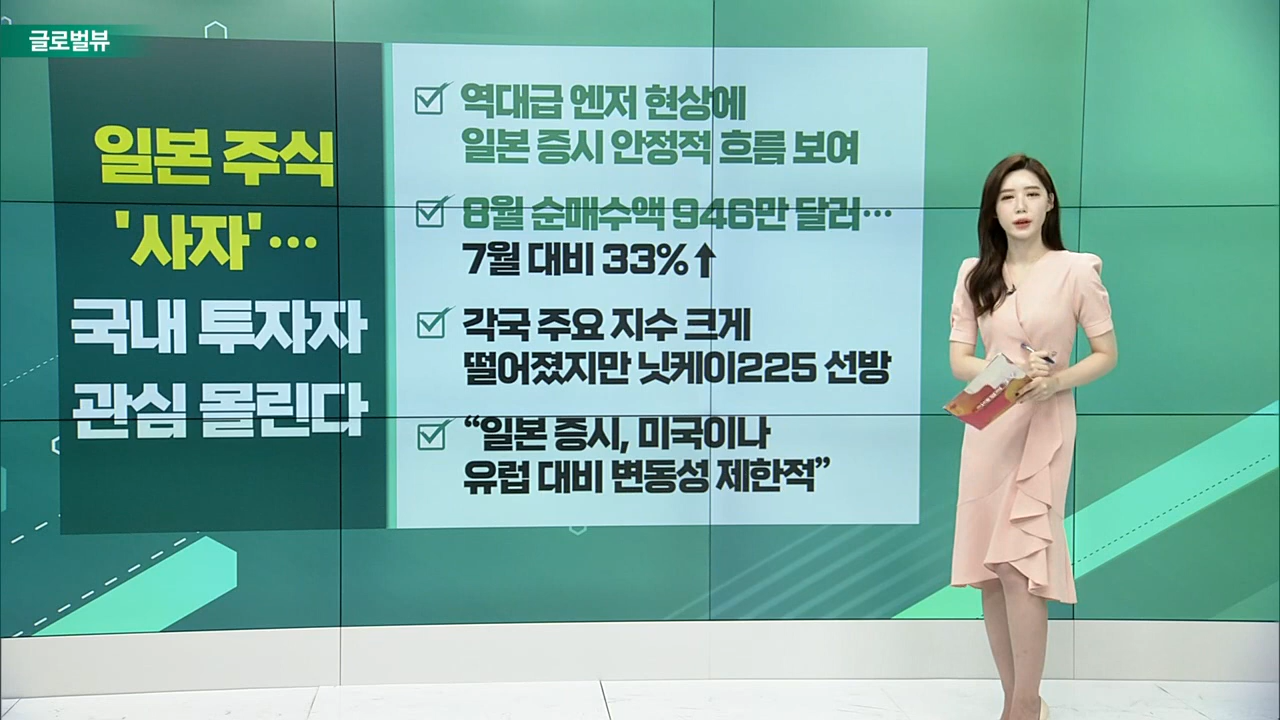 글로벌뷰
일본 주식
'사자'…
국내 투자자
관심 몰린다
역대급 엔저 현상에
일본 증시 안정적 흐름 보여
8월 순매수액 946만 달러…
7월 대비 33%↑
각국 주요 지수 크게
떨어졌지만 닛케이225 선방
“일본 증시, 미국이나
유럽 대비 변동성 제한적”